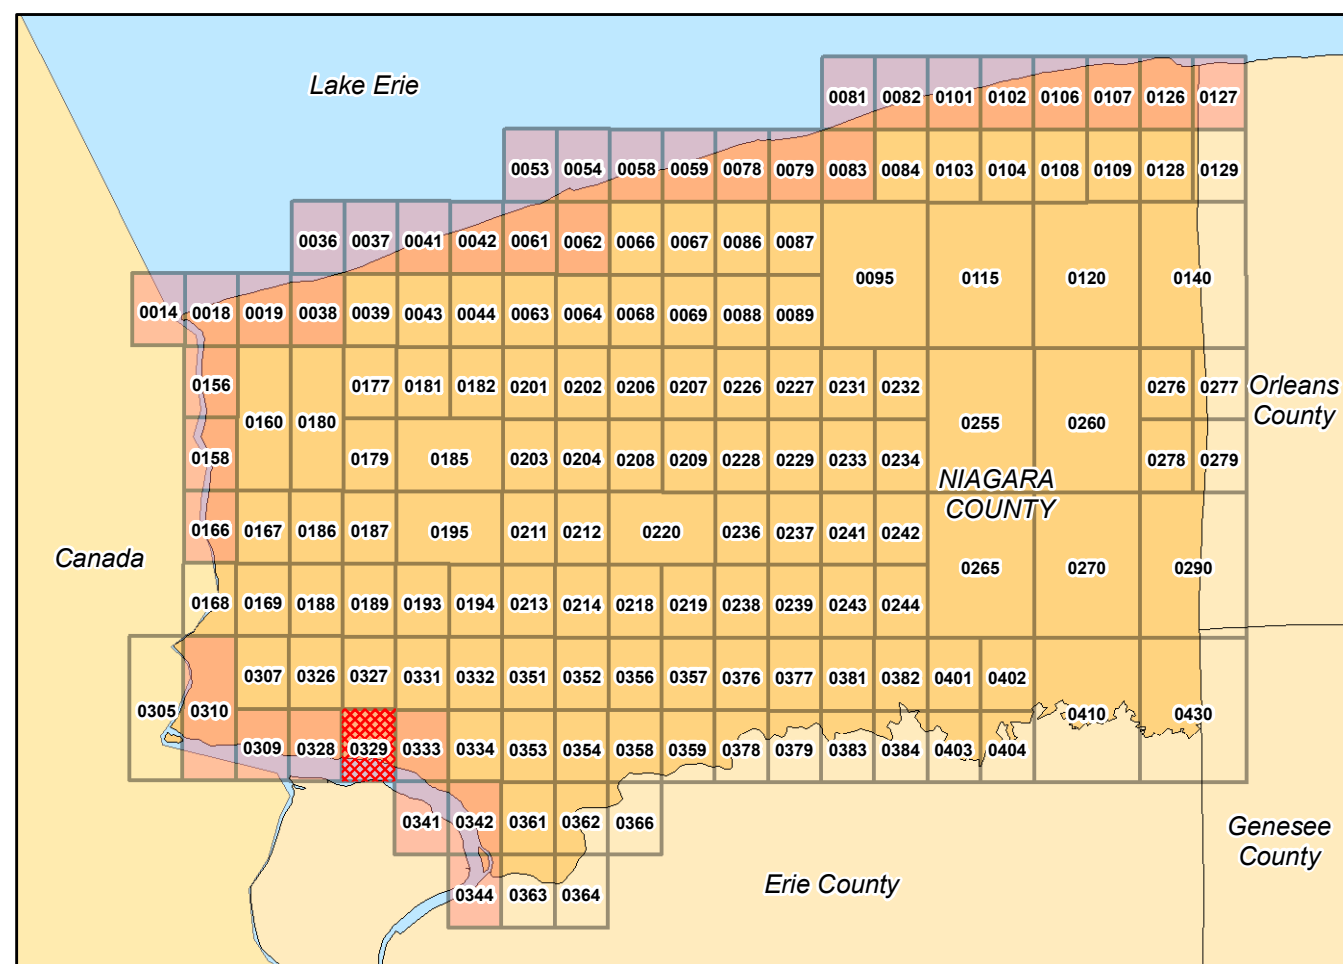 Lake Erie
0081 0082 0101 0102 0106 0107 0126 0127
0053 0054 0058 0059 0078 0079 0083 0084 0103 0104 0108 0109 0128 0129
0036 0037 0041 0042 0061 0062 0066 0067 0086 0087
0095 0115 0120 0140
0014 0018 0019 0038 0039 0043 0044 0063 0064 0068 0069 0088 0089
0156 0177 0181 0182 0201 0202 0206 0207 0226 0227 0231 0232 0276 0277
Orleans
County
0160 0180 0255 0260
0158 0179 0185 0203 0204 0208 0209 0228 0229 0233 0234 0278 0279
NIAGARA
COUNTY
0166 0167 0186 0187 0195 0211 0212 0220 0236 0237 0241 0242
Canada
0265 0270 0290
0168 0169 0188 0189 0193 0194 0213 0214 0218 0219 0238 0239 0243 0244
0307 0326 0327 0331 0332 0351 0352 0356 0357 0376 0377 0381 0382 0401 0402
0305 0310 0410 0430
0309 0328 0329 0333 0334 0353 0354 0358 0359 0378 0379 0383 0384 0403 0404
0341 0342 0361 0362 0366
Genesee
County
Erie County
0344 0363 0364